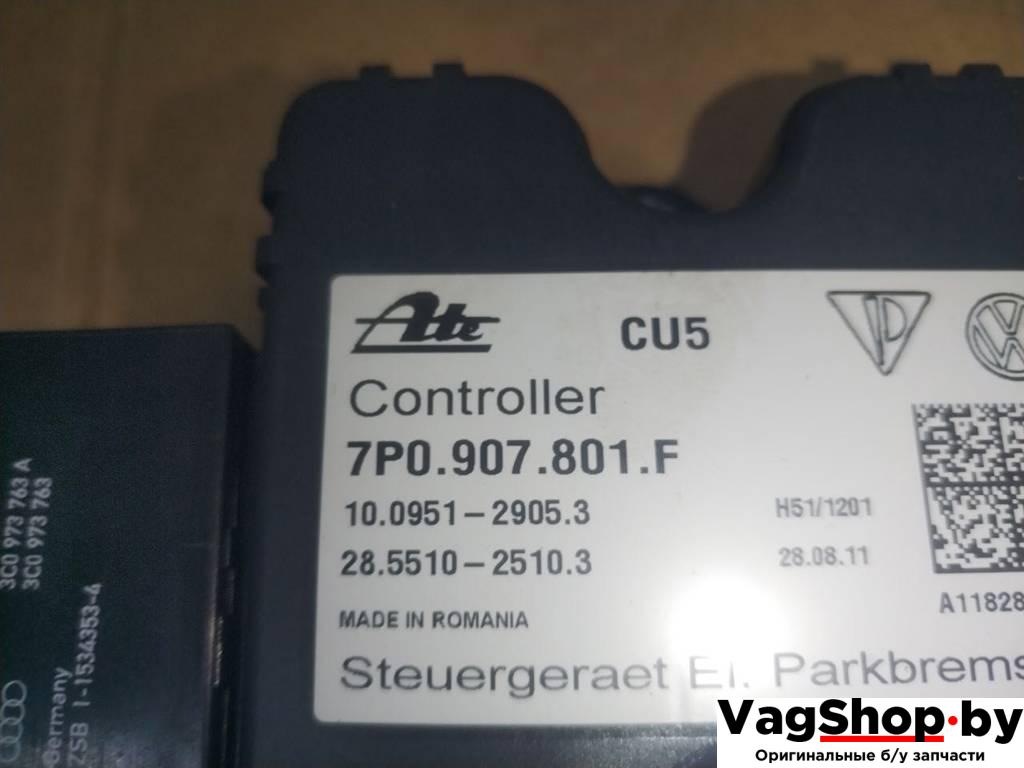 Ate
CU5
Controller
7P0.907.801.F
10.0951-2905.3
H51/1201
28.5510-2510.3
28.08.11
A11828
MADE IN ROMANIA
Steuergeraet El. Parkbrems
3C0 973 763 A
3C0 973 763
Germany
ZSB 1-1534353-4
VagShop.by
Оригинальные б/у запчасти